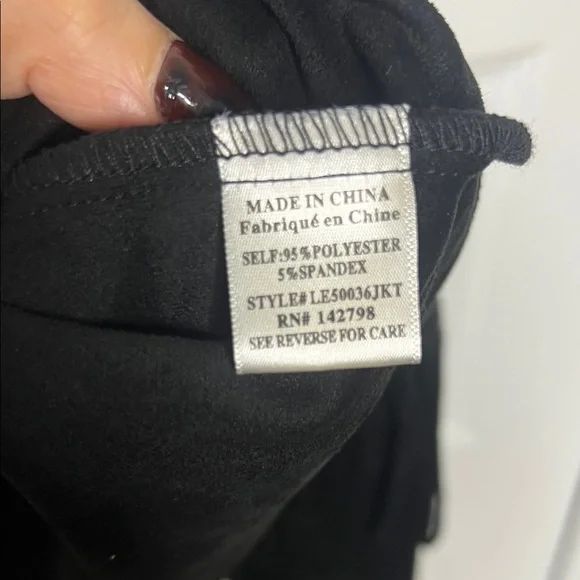 MADE IN CHINA
Fabriqué en Chine
SELF:95%POLYESTER
5%SPANDEX
STYLE#LE50036JKT
RN# 142798
SEE REVERSE FOR CARE